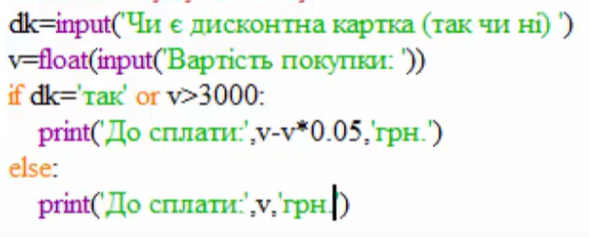 dk=input('Чи є дисконтна картка (так чи ні) ')
v=float(input('Вартість покупки: '))
if dk='так' or v>3000:
    print('До сплати:',v-v*0.05,'грн.')
else:
    print('До сплати:',v,'грн.')